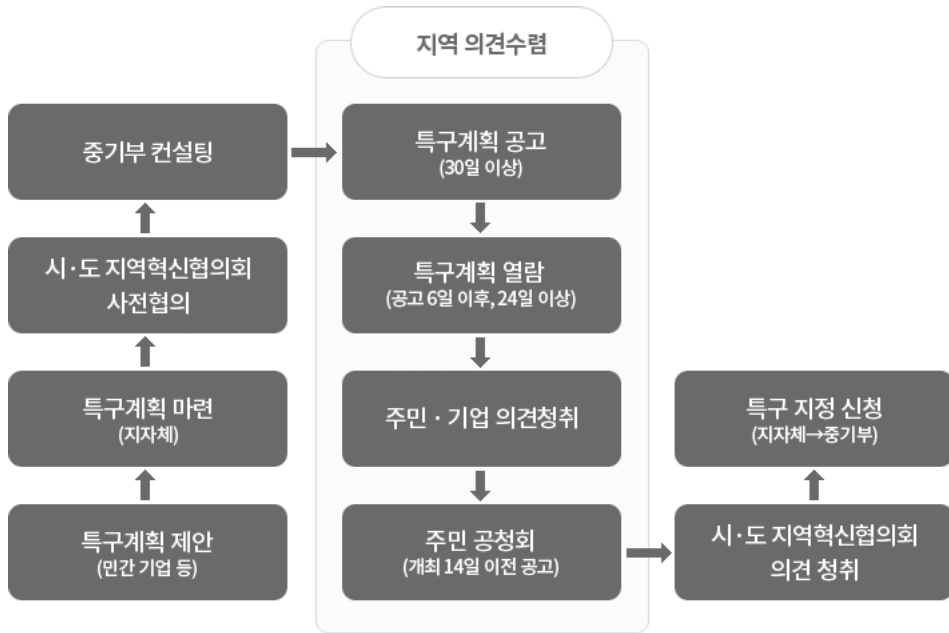 지역 의견수렴
중기부 컨설팅
시·도 지역혁신협의회
사전협의
특구계획 마련
(지자체)
특구계획 제안
(민간 기업 등)
특구계획 공고
(30일 이상)
특구계획 열람
(공고 6일 이후, 24일 이상)
주민·기업 의견청취
주민 공청회
(개최 14일 이전 공고)
특구 지정 신청
(지자체→중기부)
시·도 지역혁신협의회
의견 청취